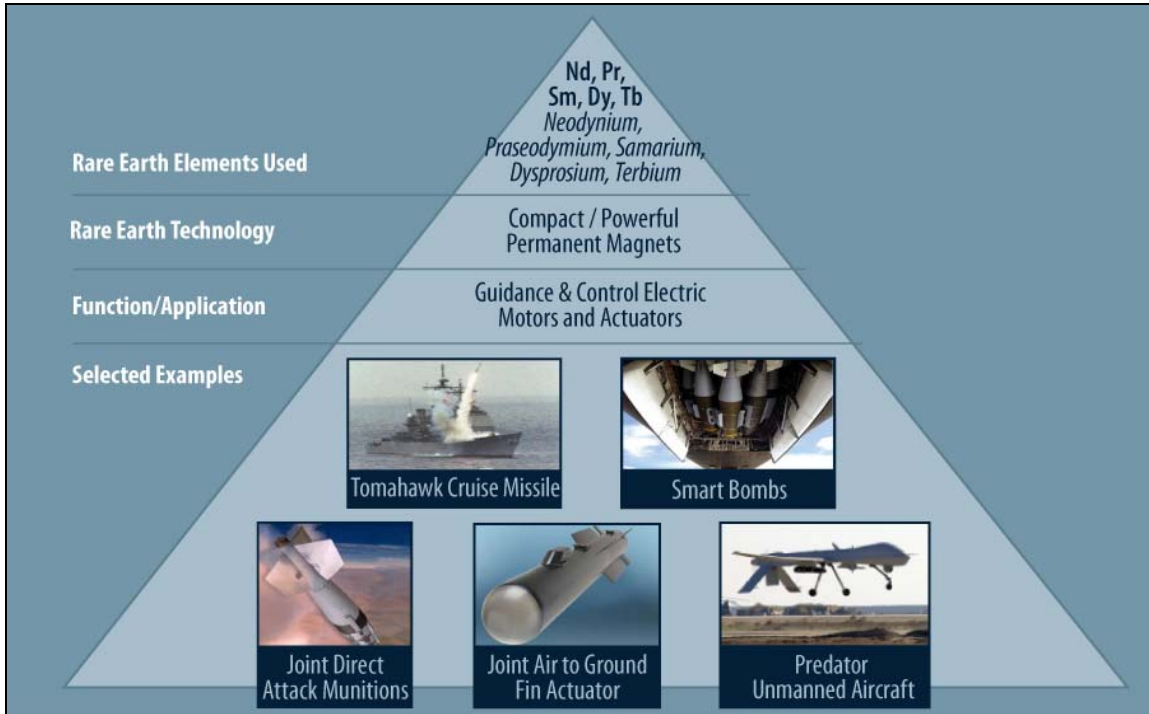 Nd, Pr,
Sm, Dy, Tb
Neodynium,
Praseodymium, Samarium,
Dysprosium, Terbium
Rare Earth Elements Used
Compact / Powerful
Permanent Magnets
Rare Earth Technology
Guidance & Control Electric
Motors and Actuators
Function/Application
Selected Examples
Tomahawk Cruise Missile
Smart Bombs
Joint Direct
Attack Munitions
Joint Air to Ground
Fin Actuator
Predator
Unmanned Aircraft